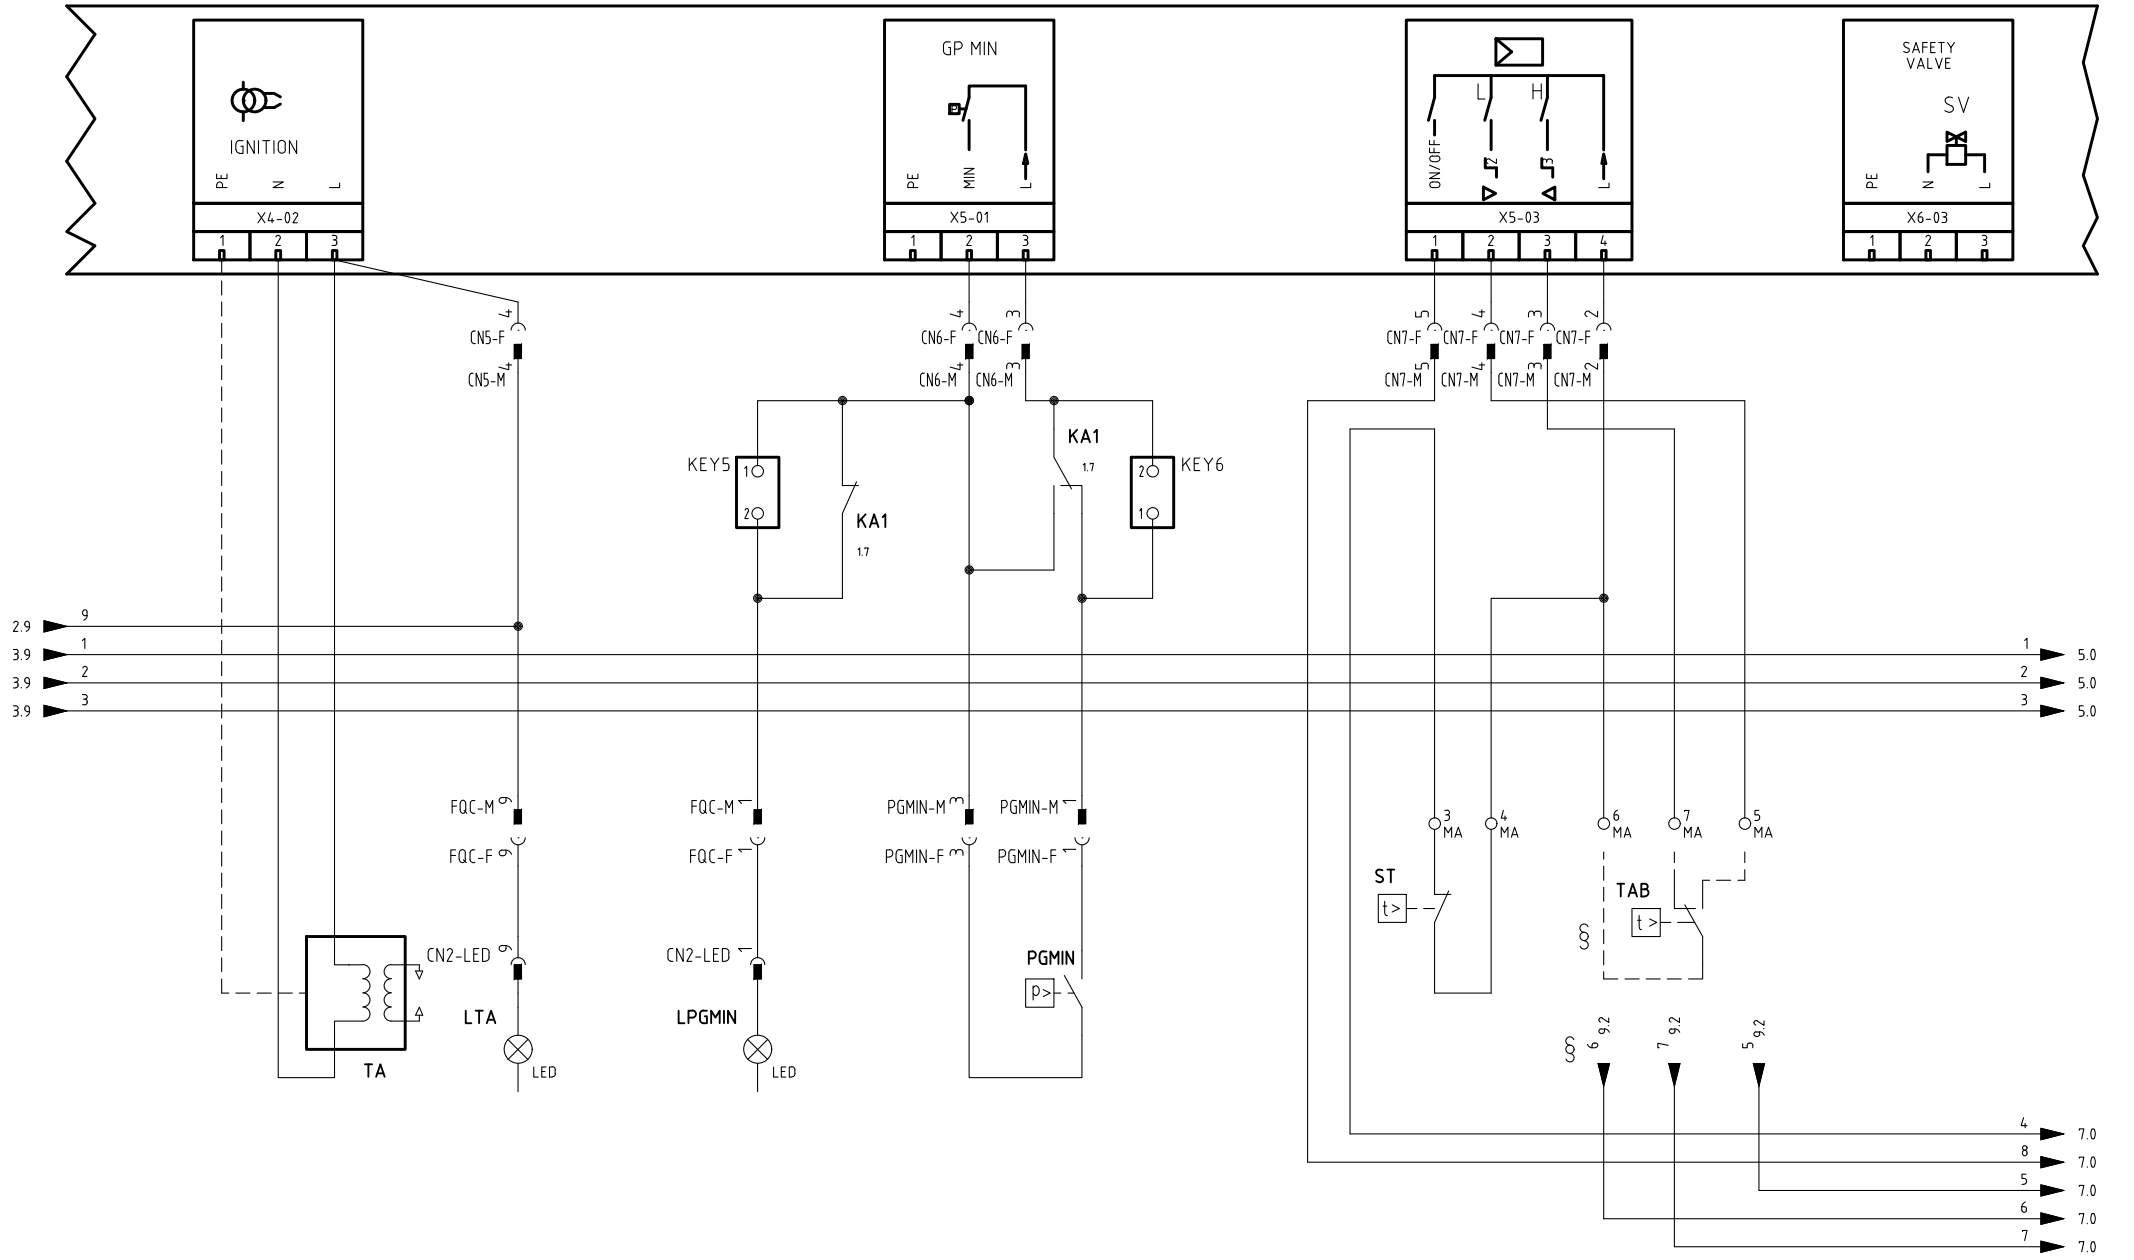 GP MIN
SAFETY
VALVE
P
L
H
SV
IGNITION
PE
N
L
PE
MIN
L
ON/OFF
2
3
L
PE
N
L
X4-02
X5-01
X5-03
X6-03
1 2 3
1 2 3
1 2 3 4
1 2 3
4
4
3
5
4
3
2
CN5-F
CN6-F
CN6-F
CN7-F
CN7-F
CN7-F
CN7-F
4
4
3
5
4
3
2
CN5-M
CN6-M
CN6-M
CN7-M
CN7-M
CN7-M
CN7-M
KA1
1.7
KEY5
1
2
KEY6
2
1
KA1
1.7
2.9 9
3.9 1 1 5.0
3.9 2 2 5.0
3.9 3 3 5.0
FQC-M 9
FQC-M 1
PGMIN-M 3
PGMIN-M 1
3
MA
4
MA
6
MA
7
MA
5
MA
FQC-F 9
FQC-F 1
PGMIN-F 3
PGMIN-F 1
ST
t>
TAB
t>
§
CN2-LED 9
CN2-LED 1
PGMIN
p>
LTA
LPGMIN
§
6 9.2
7 9.2
5 9.2
TA
LED
LED
4 7.0
8 7.0
5 7.0
6 7.0
7 7.0